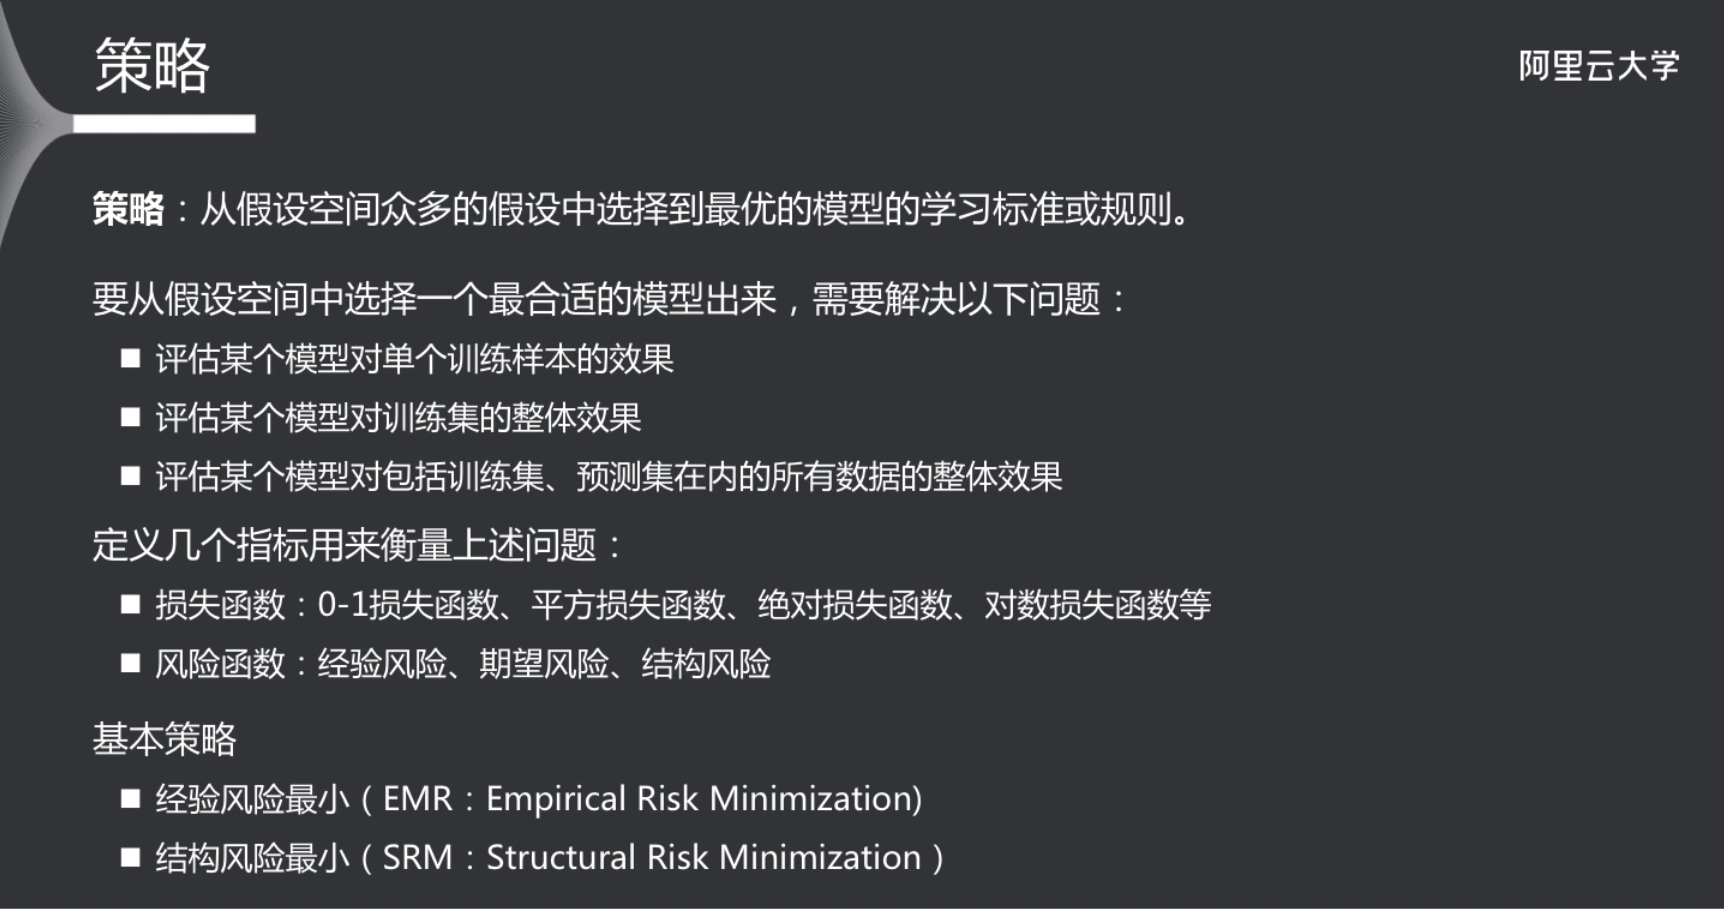 策略
阿里云大学
策略：从假设空间众多的假设中选择到最优的模型的学习标准或规则。
要从假设空间中选择一个最合适的模型出来，需要解决以下问题：
■ 评估某个模型对单个训练样本的效果
■ 评估某个模型对训练集的整体效果
■ 评估某个模型对包括训练集、预测集在内的所有数据的整体效果
定义几个指标用来衡量上述问题：
■ 损失函数：0-1损失函数、平方损失函数、绝对损失函数、对数损失函数等
■ 风险函数：经验风险、期望风险、结构风险
基本策略
■ 经验风险最小（EMR：Empirical Risk Minimization)
■ 结构风险最小（SRM：Structural Risk Minimization）